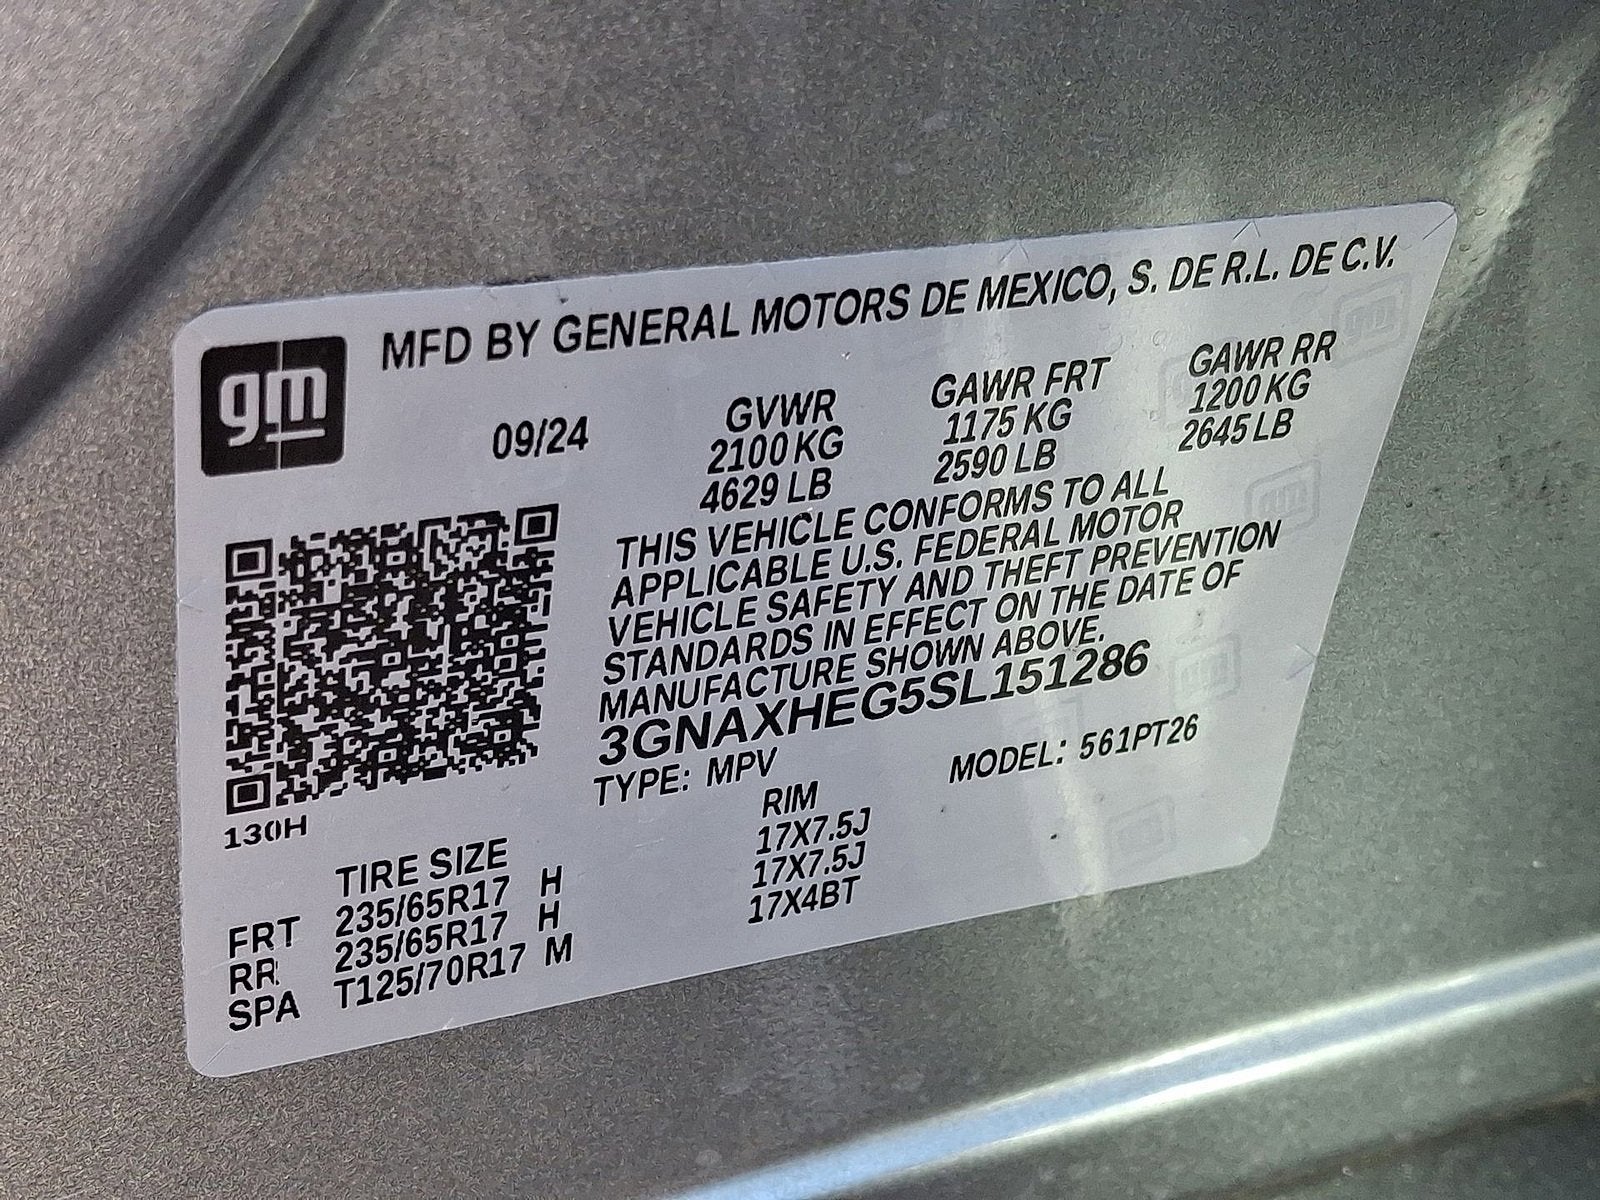 gm
MFD BY GENERAL MOTORS DE MEXICO, S. DE R.L. DE C.V.
09/24 GVWR GAWR FRT GAWR RR
2100 KG 1175 KG 1200 KG
4629 LB 2590 LB 2645 LB
THIS VEHICLE CONFORMS TO ALL
APPLICABLE U.S. FEDERAL MOTOR
VEHICLE SAFETY AND THEFT PREVENTION
STANDARDS IN EFFECT ON THE DATE OF
MANUFACTURE SHOWN ABOVE.
3GNAXHEG5SL151286
TYPE: MPV MODEL: 561PT26
130H
TIRE SIZE RIM
FRT 235/65R17 H 17X7.5J
RR 235/65R17 H 17X7.5J
SPA T125/70R17 M 17X4BT